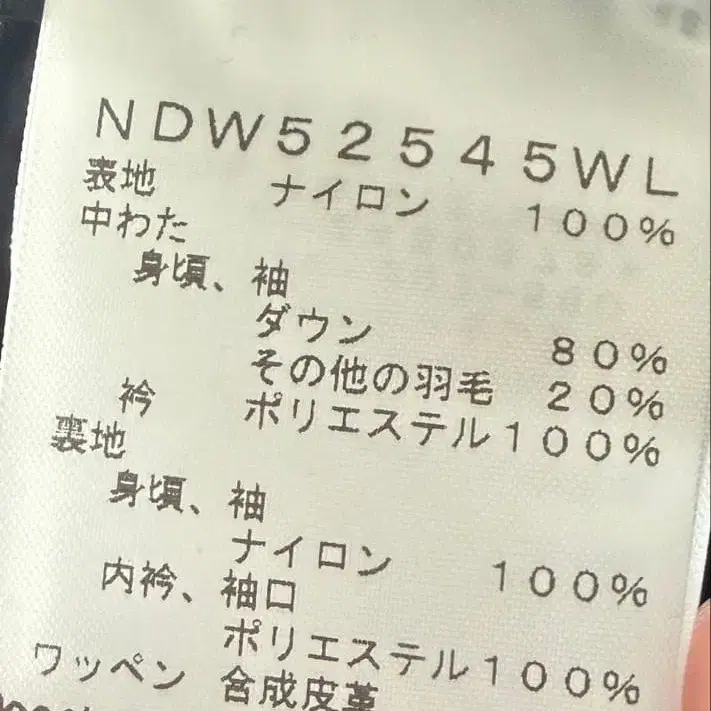 NDW52545WL
表地 ナイロン 100%
中わた
身頃、袖
ダウン 80%
その他の羽毛 20%
衿 ポリエステル100%
裏地
身頃、袖
ナイロン 100%
内衿、袖口
ポリエステル100%
ワッペン 合成皮革